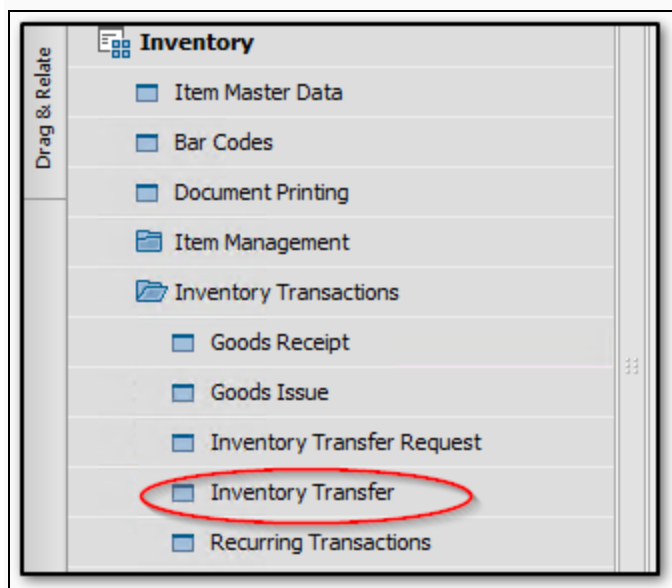 Drag & Relate
Inventory
Item Master Data
Bar Codes
Document Printing
Item Management
Inventory Transactions
Goods Receipt
Goods Issue
Inventory Transfer Request
Inventory Transfer
Recurring Transactions